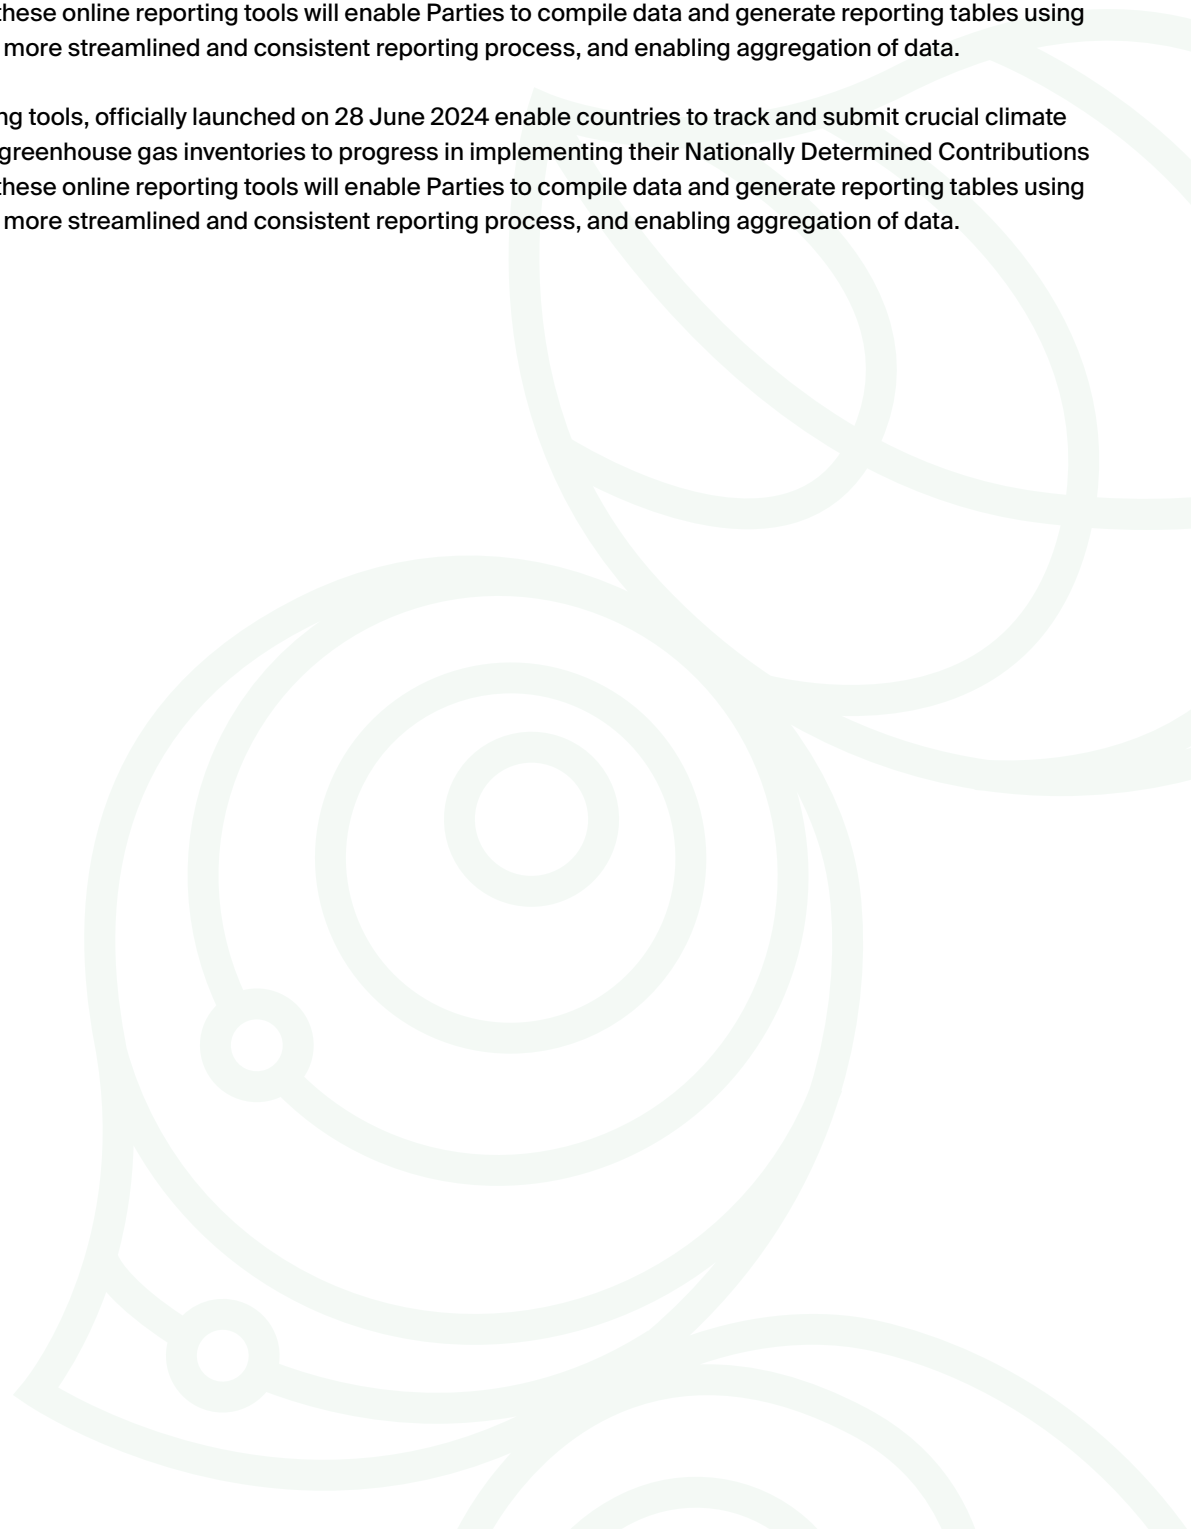 these online reporting tools will enable Parties to compile data and generate reporting tables using
more streamlined and consistent reporting process, and enabling aggregation of data.
ng tools, officially launched on 28 June 2024 enable countries to track and submit crucial climate
greenhouse gas inventories to progress in implementing their Nationally Determined Contributions
these online reporting tools will enable Parties to compile data and generate reporting tables using
more streamlined and consistent reporting process, and enabling aggregation of data.